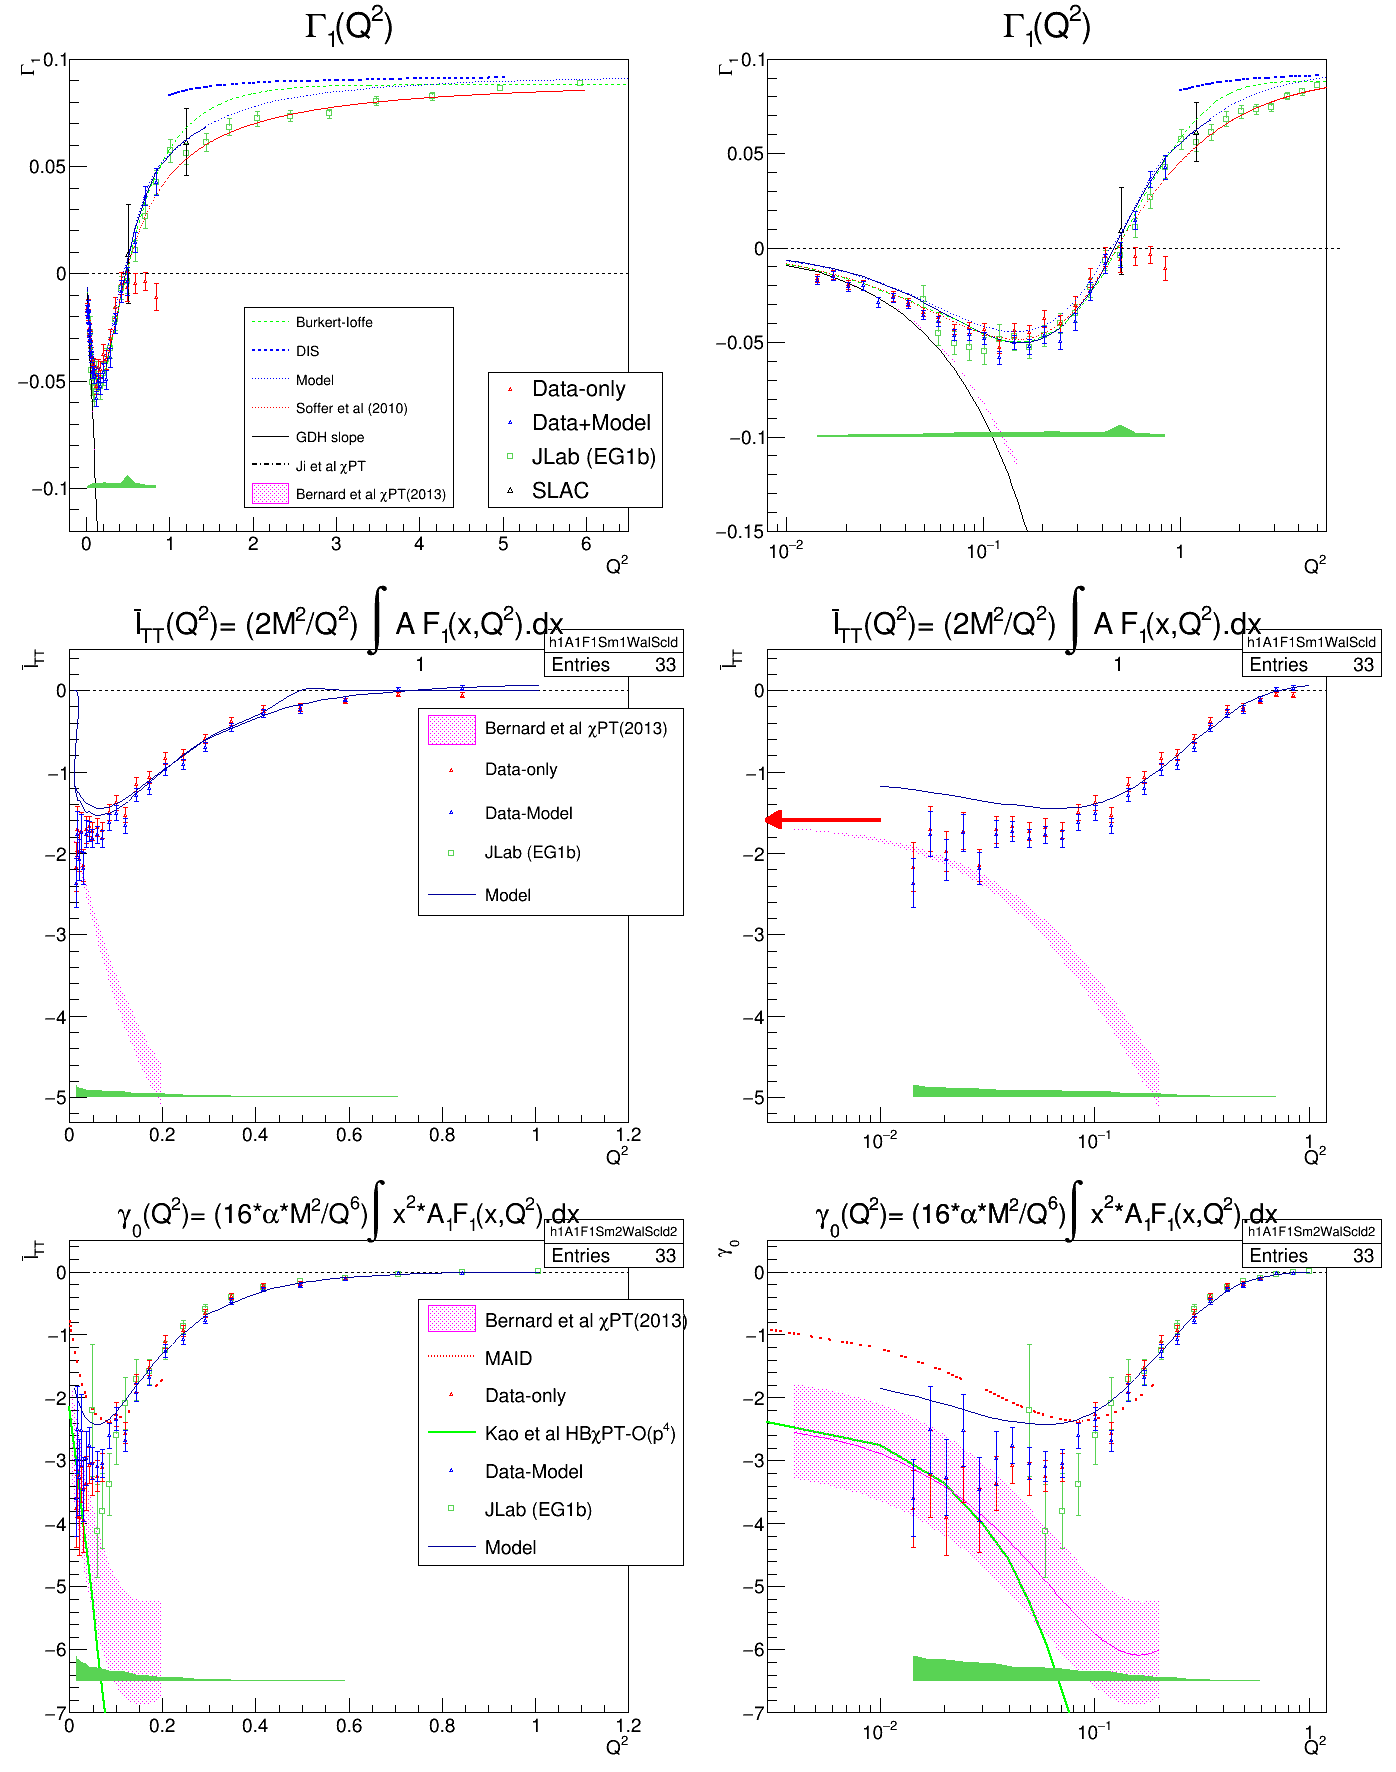 Γ1(Q²)
Γ1
0.1
0.05
0
−0.05
−0.1
Burkert-Ioffe
DIS
Model
Soffer et al (2010)
GDH slope
Ji et al χPT
Bernard et al χPT(2013)
Data-only
Data+Model
JLab (EG1b)
SLAC
0 1 2 3 4 5 6
Q²
Γ1(Q²)
Γ1
0.1
0.05
0
−0.05
−0.1
−0.15
10⁻² 10⁻¹ 1
Q²
ĪTT(Q²)= (2M²/Q²) ∫ A F1(x,Q²).dx
1
h1A1F1Sm1WalScld
Entries 33
ĪTT
0
−1
−2
−3
−4
−5
Bernard et al χPT(2013)
Data-only
Data-Model
JLab (EG1b)
Model
0 0.2 0.4 0.6 0.8 1 1.2
Q²
ĪTT(Q²)= (2M²/Q²) ∫ A F1(x,Q²).dx
1
h1A1F1Sm1WalScld
Entries 33
ĪTT
0
−1
−2
−3
−4
−5
10⁻² 10⁻¹ 1
Q²
γ0(Q²)= (16*α*M²/Q⁶)∫ x²*A1F1(x,Q²).dx
h1A1F1Sm2WalScld2
Entries 33
ĪTT
0
−1
−2
−3
−4
−5
−6
−7
Bernard et al χPT(2013)
MAID
Data-only
Kao et al HBχPT-O(p⁴)
Data-Model
JLab (EG1b)
Model
0 0.2 0.4 0.6 0.8 1 1.2
Q²
γ0(Q²)= (16*α*M²/Q⁶)∫ x²*A1F1(x,Q²).dx
h1A1F1Sm2WalScld2
Entries 33
γ0
0
−1
−2
−3
−4
−5
−6
−7
10⁻² 10⁻¹ 1
Q²